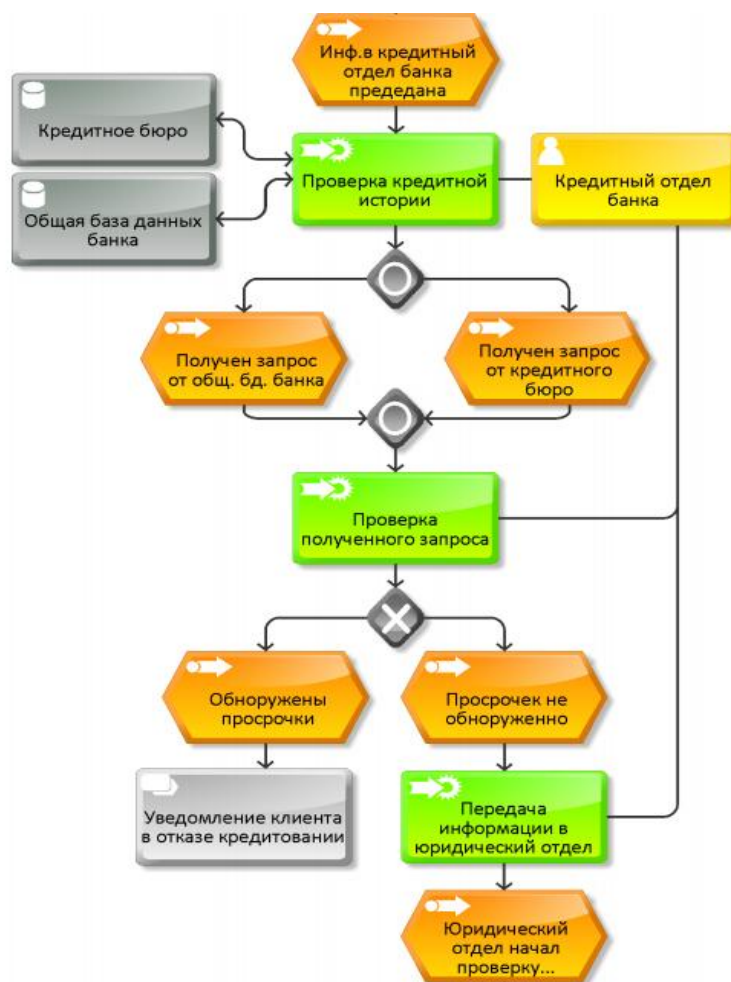 Инф.в кредитный
отдел банка
предедана
Кредитное бюро
Проверка кредитной
истории
Кредитный отдел
банка
Общая база данных
банка
Получен запрос
от общ. бд. банка
Получен запрос
от кредитного
бюро
Проверка
полученного запроса
Обноружены
просрочки
Просрочек не
обноруженно
Уведомление клиента
в отказе кредитовании
Передача
информации в
юридический отдел
Юридический
отдел начал
проверку...